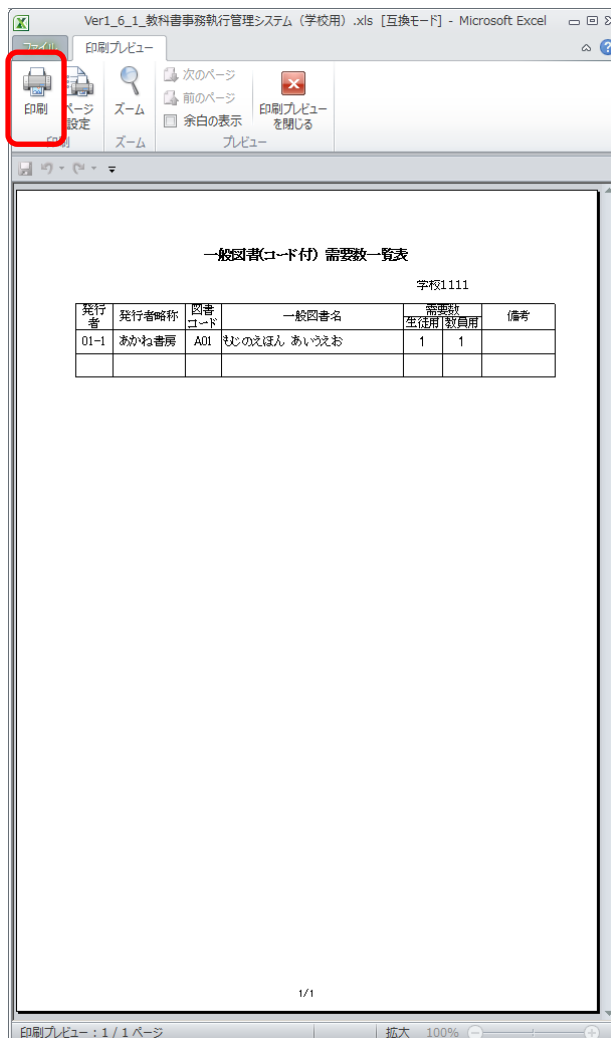 Ver1_6_1_教科書事務執行管理システム（学校用）.xls [互換モード] - Microsoft Excel
ファイル 印刷プレビュー
印刷 ページ設定 ズーム 次のページ
前のページ
余白の表示
印刷プレビューを閉じる
印刷 ズーム プレビュー
一般図書(コード付) 需要数一覧表
学校1111
発行者 発行者略称 図書コード 一般図書名 需要数 備考
生徒用 教員用
01-1 あかね書房 A01 もじのえほん あいうえお 1 1
1/1
印刷プレビュー：1 / 1 ページ 拡大 100%